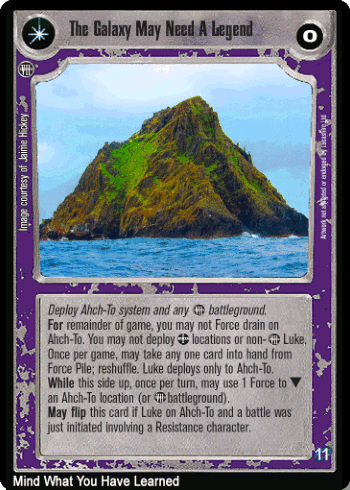 The Galaxy May Need A Legend
0
VII
Image courtesy of Jaime Hickey
Deploy Ahch-To system and any battleground.
For remainder of game, you may not Force drain on
Ahch-To. You may not deploy locations or non- Luke.
Once per game, may take any one card into hand from
Force Pile; reshuffle. Luke deploys only to Ahch-To.
While this side up, once per turn, may use 1 Force to ▼
an Ahch-To location (or battleground).
May flip this card if Luke on Ahch-To and a battle was
just initiated involving a Resistance character.
11
Mind What You Have Learned